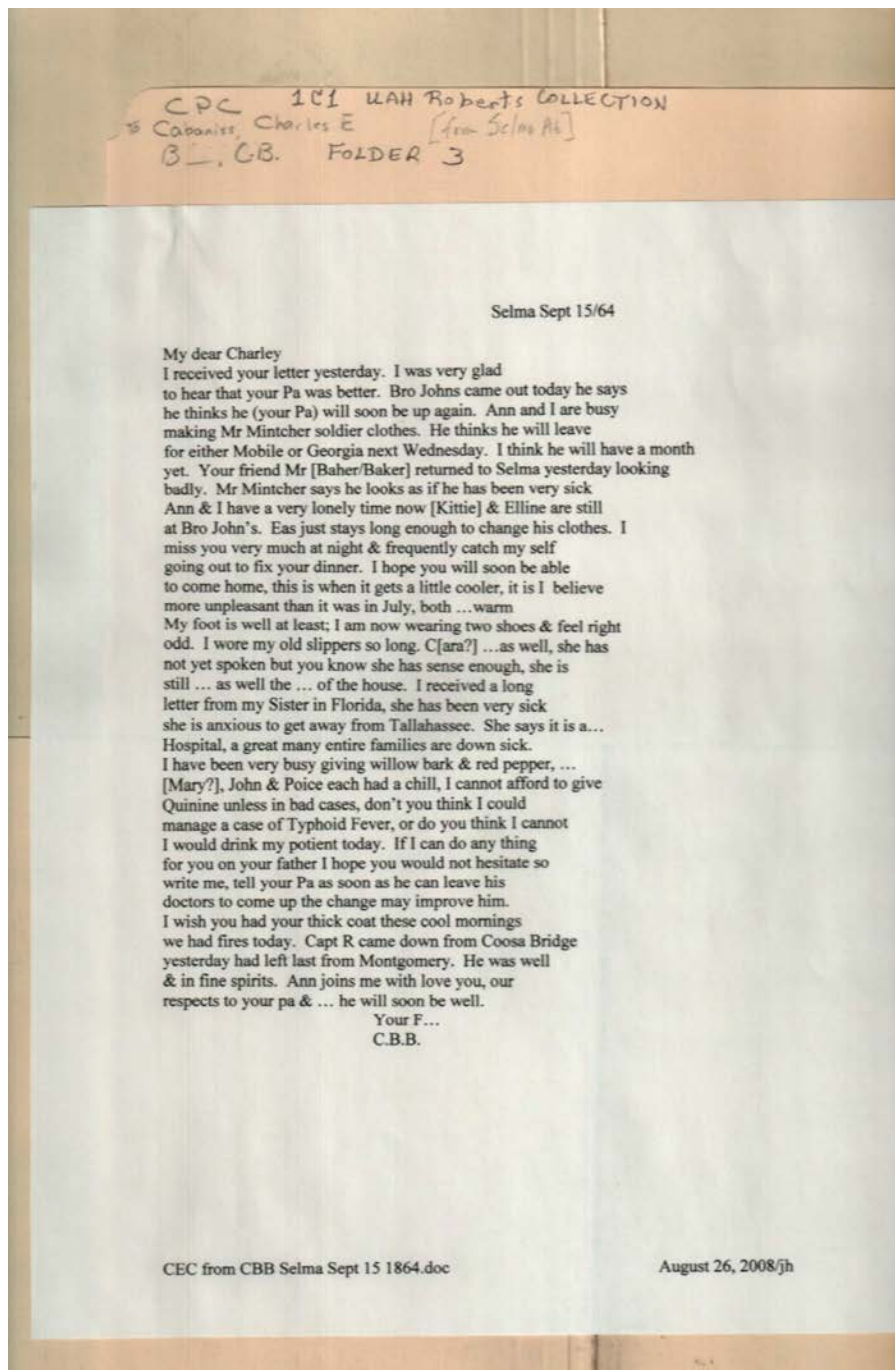 CPC 1C1 UAH Roberts COLLECTION
to Cabaniss, Charles E [from Selma Al]
B_, C.B. FOLDER 3
Selma Sept 15/64
My dear Charley
I received your letter yesterday. I was very glad
to hear that your Pa was better. Bro Johns came out today he says
he thinks he (your Pa) will soon be up again. Ann and I are busy
making Mr Mintcher soldier clothes. He thinks he will leave
for either Mobile or Georgia next Wednesday. I think he will have a month
yet. Your friend Mr [Baher/Baker] returned to Selma yesterday looking
badly. Mr Mintcher says he looks as if he has been very sick
Ann & I have a very lonely time now [Kittie] & Elline are still
at Bro John's. Eas just stays long enough to change his clothes. I
miss you very much at night & frequently catch my self
going out to fix your dinner. I hope you will soon be able
to come home, this is when it gets a little cooler, it is I believe
more unpleasant than it was in July, both …warm
My foot is well at least; I am now wearing two shoes & feel right
odd. I wore my old slippers so long. C[ara?] …as well, she has
not yet spoken but you know she has sense enough, she is
still … as well the … of the house. I received a long
letter from my Sister in Florida, she has been very sick
she is anxious to get away from Tallahassee. She says it is a…
Hospital, a great many entire families are down sick.
I have been very busy giving willow bark & red pepper, …
[Mary?], John & Poice each had a chill, I cannot afford to give
Quinine unless in bad cases, don't you think I could
manage a case of Typhoid Fever, or do you think I cannot
I would drink my potient today. If I can do any thing
for you on your father I hope you would not hesitate so
write me, tell your Pa as soon as he can leave his
doctors to come up the change may improve him.
I wish you had your thick coat these cool mornings
we had fires today. Capt R came down from Coosa Bridge
yesterday had left last from Montgomery. He was well
& in fine spirits. Ann joins me with love you, our
respects to your pa & … he will soon be well.
Your F…
C.B.B.
CEC from CBB Selma Sept 15 1864.doc August 26, 2008/jh